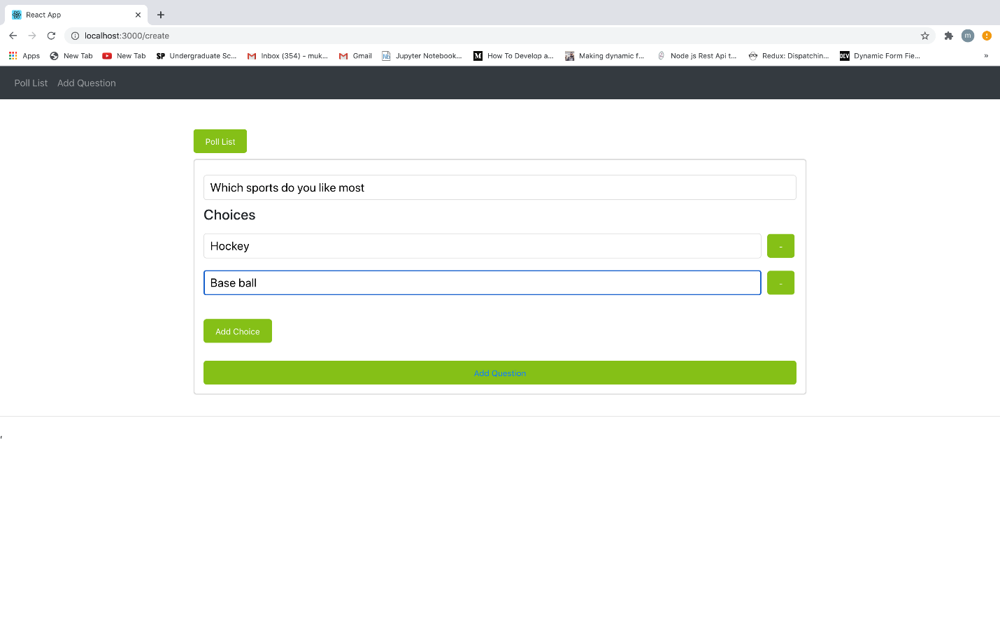 React App
localhost:3000/create
m
Apps New Tab New Tab SP Undergraduate Sc... Inbox (354) - muk... Gmail Jupyter Notebook... M How To Develop a... Making dynamic f... Node js Rest Api t... Redux: Dispatchin... DEV Dynamic Form Fie... »
Poll List Add Question
Poll List
Which sports do you like most
Choices
Hockey -
Base ball -
Add Choice
Add Question
,